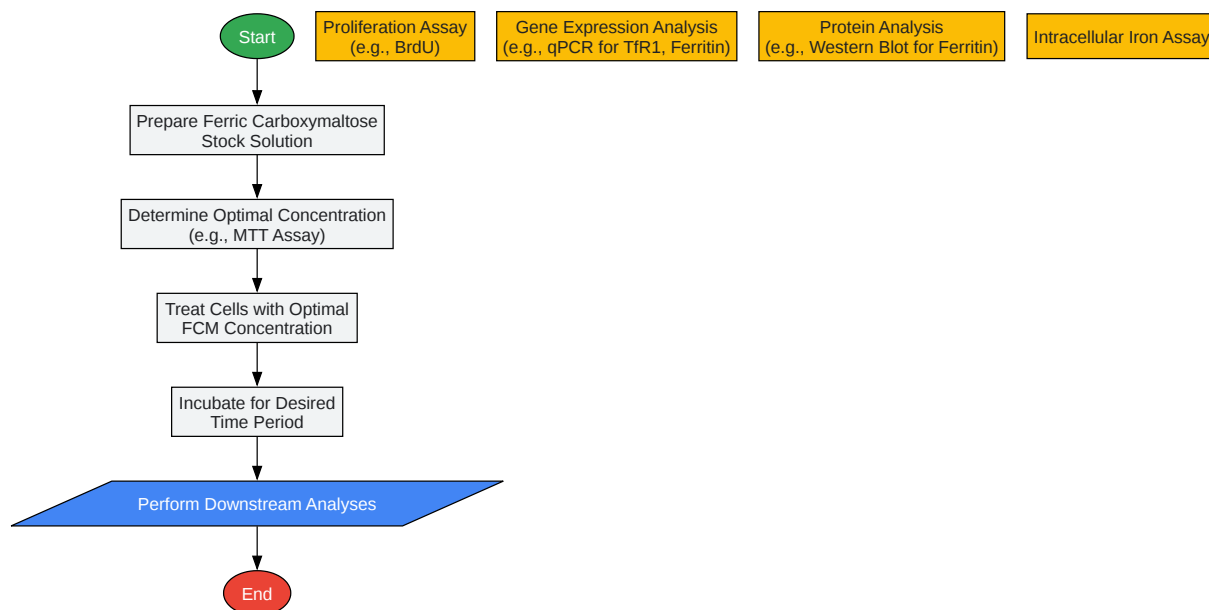 Start
Proliferation Assay
(e.g., BrdU)
Gene Expression Analysis
(e.g., qPCR for TfR1, Ferritin)
Protein Analysis
(e.g., Western Blot for Ferritin)
Intracellular Iron Assay
Prepare Ferric Carboxymaltose
Stock Solution
Determine Optimal Concentration
(e.g., MTT Assay)
Treat Cells with Optimal
FCM Concentration
Incubate for Desired
Time Period
Perform Downstream Analyses
End